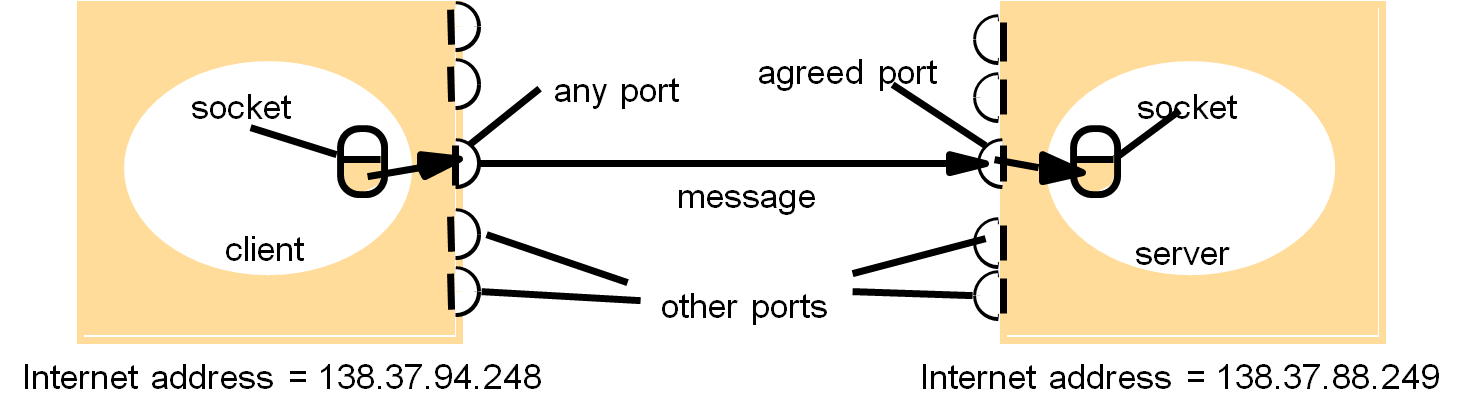 agreed port
any port
socket
socket
message
client
server
other ports
Internet address = 138.37.94.248
Internet address = 138.37.88.249